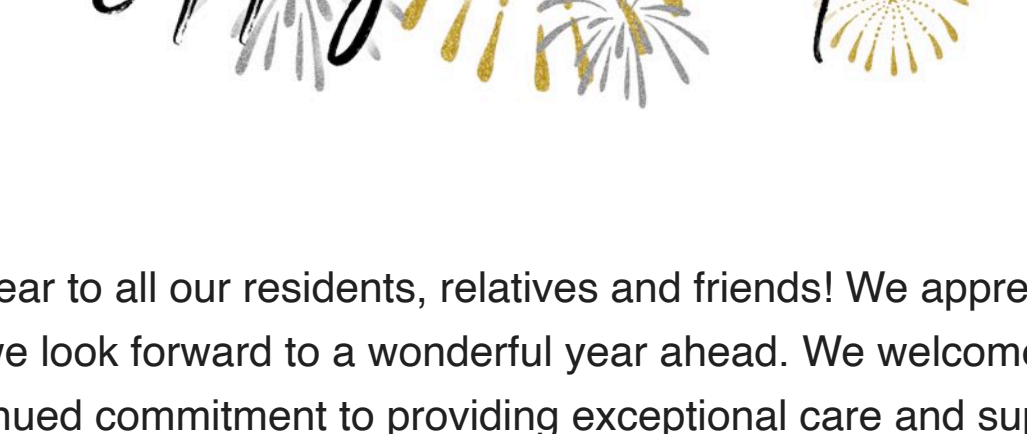 ear to all our residents, relatives and friends! We appre
ve look forward to a wonderful year ahead. We welcome
nued commitment to providing exceptional care and sup